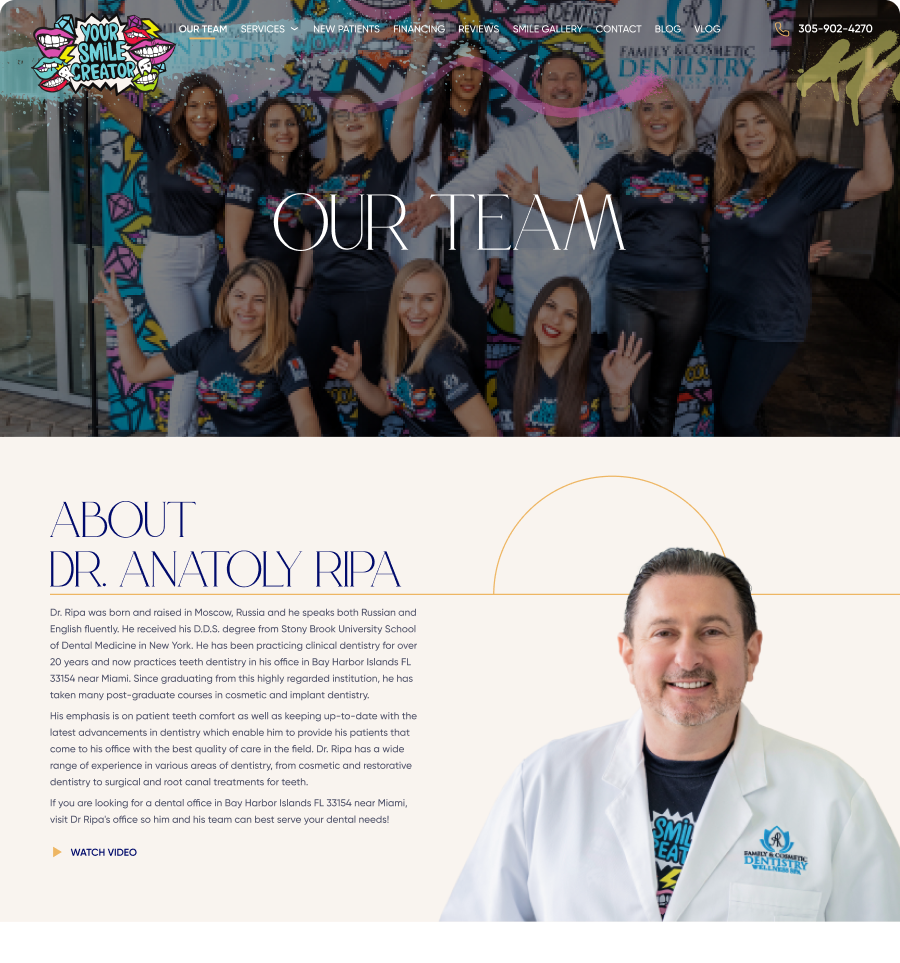 YOUR
SMILE
CREATOR
OUR TEAM
SERVICES
NEW PATIENTS
FINANCING
REVIEWS
SMILE GALLERY
CONTACT
BLOG
VLOG
305-902-4270
DENTISTRY
FAMILY & COSMETIC
DENTISTRY
OUR TEAM
ABOUT
DR. ANATOLY RIPA
Dr. Ripa was born and raised in Moscow, Russia and he speaks both Russian and
English fluently. He received his D.D.S. degree from Stony Brook University School
of Dental Medicine in New York. He has been practicing clinical dentistry for over
20 years and now practices teeth dentistry in his office in Bay Harbor Islands FL
33154 near Miami. Since graduating from this highly regarded institution, he has
taken many post-graduate courses in cosmetic and implant dentistry.
His emphasis is on patient teeth comfort as well as keeping up-to-date with the
latest advancements in dentistry which enable him to provide his patients that
come to his office with the best quality of care in the field. Dr. Ripa has a wide
range of experience in various areas of dentistry, from cosmetic and restorative
dentistry to surgical and root canal treatments for teeth.
If you are looking for a dental office in Bay Harbor Islands FL 33154 near Miami,
visit Dr Ripa's office so him and his team can best serve your dental needs!
WATCH VIDEO
FAMILY & COSMETIC
DENTISTRY
WELLNESS SPA